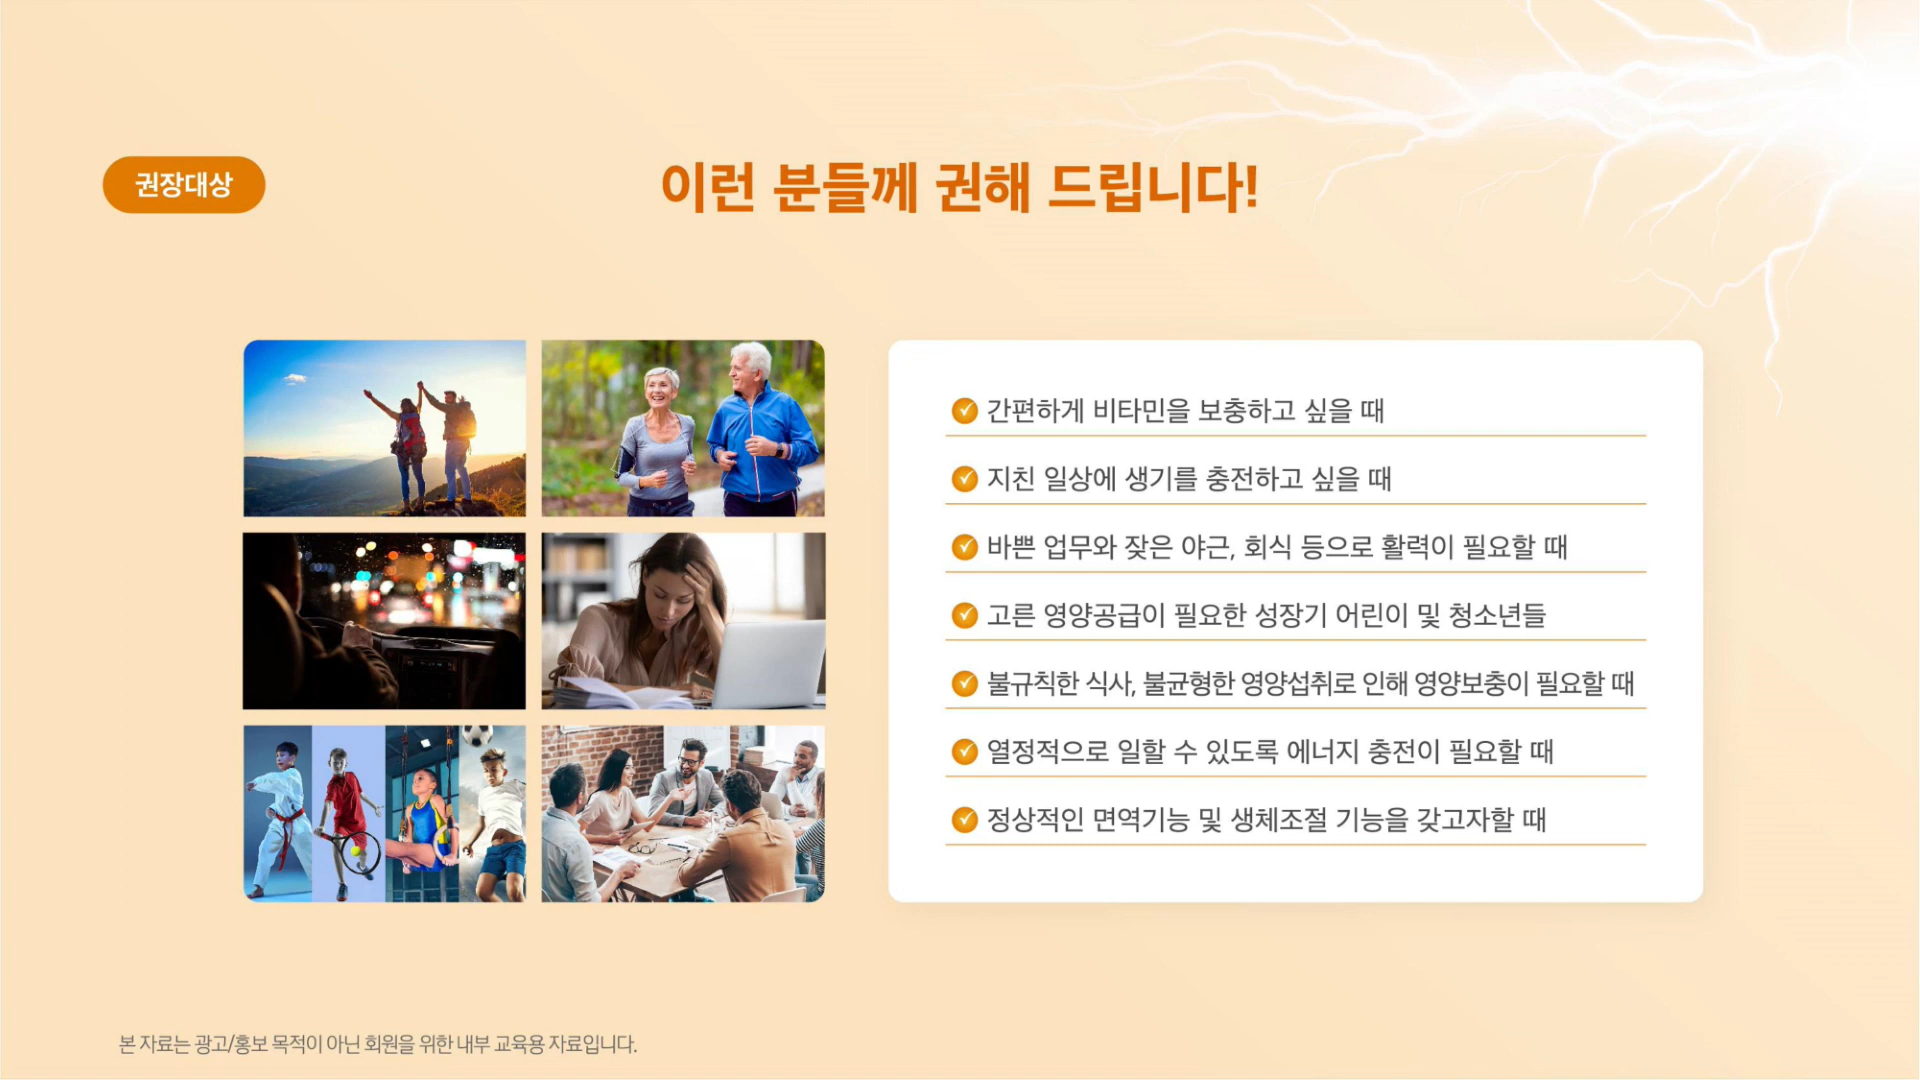 권장대상
이런 분들께 권해 드립니다!
간편하게 비타민을 보충하고 싶을 때
지친 일상에 생기를 충전하고 싶을 때
바쁜 업무와 잦은 야근, 회식 등으로 활력이 필요할 때
고른 영양공급이 필요한 성장기 어린이 및 청소년들
불규칙한 식사, 불균형한 영양섭취로 인해 영양보충이 필요할 때
열정적으로 일할 수 있도록 에너지 충전이 필요할 때
정상적인 면역기능 및 생체조절 기능을 갖고자할 때
본 자료는 광고/홍보 목적이 아닌 회원을 위한 내부 교육용 자료입니다.